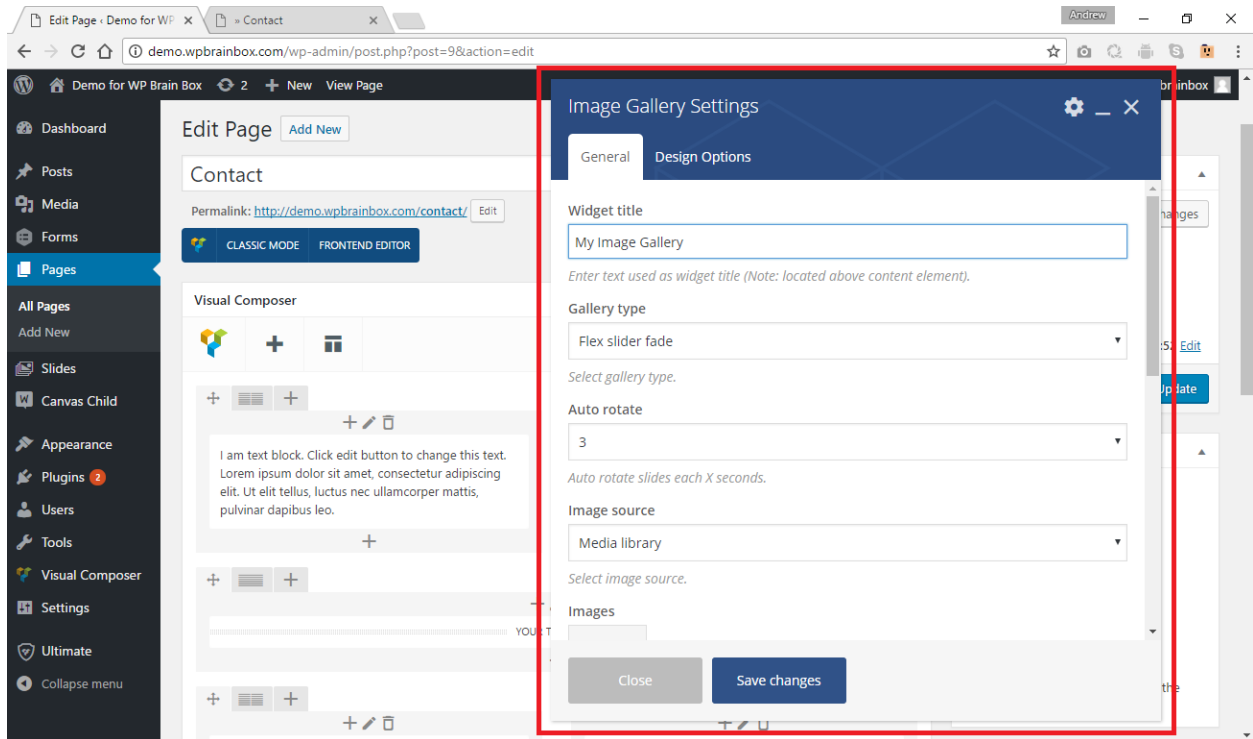 Edit Page ‹ Demo for WP
» Contact
Andrew
demo.wpbrainbox.com/wp-admin/post.php?post=9&action=edit
Demo for WP Brain Box
2
New
View Page
Dashboard
Posts
Media
Forms
Pages
All Pages
Add New
Slides
Canvas Child
Appearance
Plugins 2
Users
Tools
Visual Composer
Settings
Ultimate
Collapse menu
Edit Page Add New
Contact
Permalink: http://demo.wpbrainbox.com/contact/ Edit
CLASSIC MODE FRONTEND EDITOR
Visual Composer
I am text block. Click edit button to change this text.
Lorem ipsum dolor sit amet, consectetur adipiscing
elit. Ut elit tellus, luctus nec ullamcorper mattis,
pulvinar dapibus leo.
YOUR T
Image Gallery Settings
General Design Options
Widget title
My Image Gallery
Enter text used as widget title (Note: located above content element).
Gallery type
Flex slider fade
Select gallery type.
Auto rotate
3
Auto rotate slides each X seconds.
Image source
Media library
Select image source.
Images
Close Save changes
Edit
the